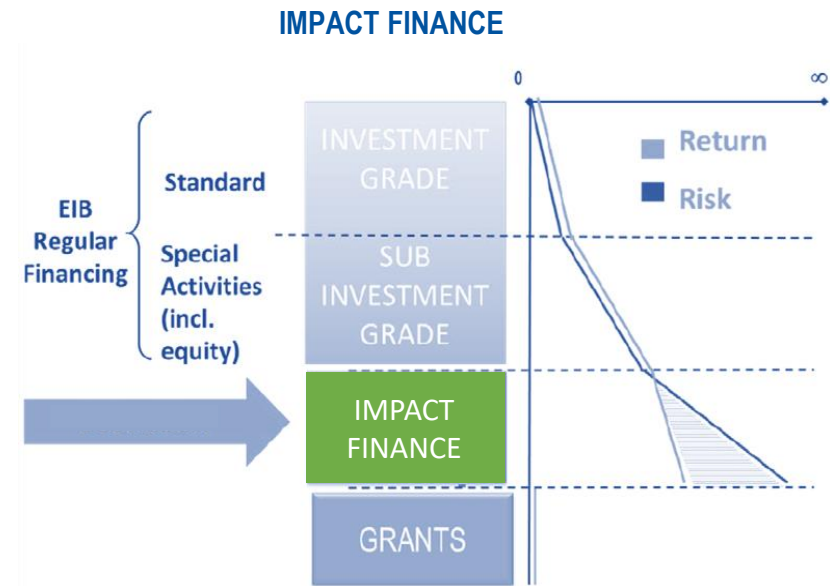 IMPACT FINANCE
0
∞
INVESTMENT
GRADE
Return
Risk
Standard
EIB
Regular
Financing
Special
Activities
(incl.
equity)
SUB
INVESTMENT
GRADE
IMPACT
FINANCE
GRANTS